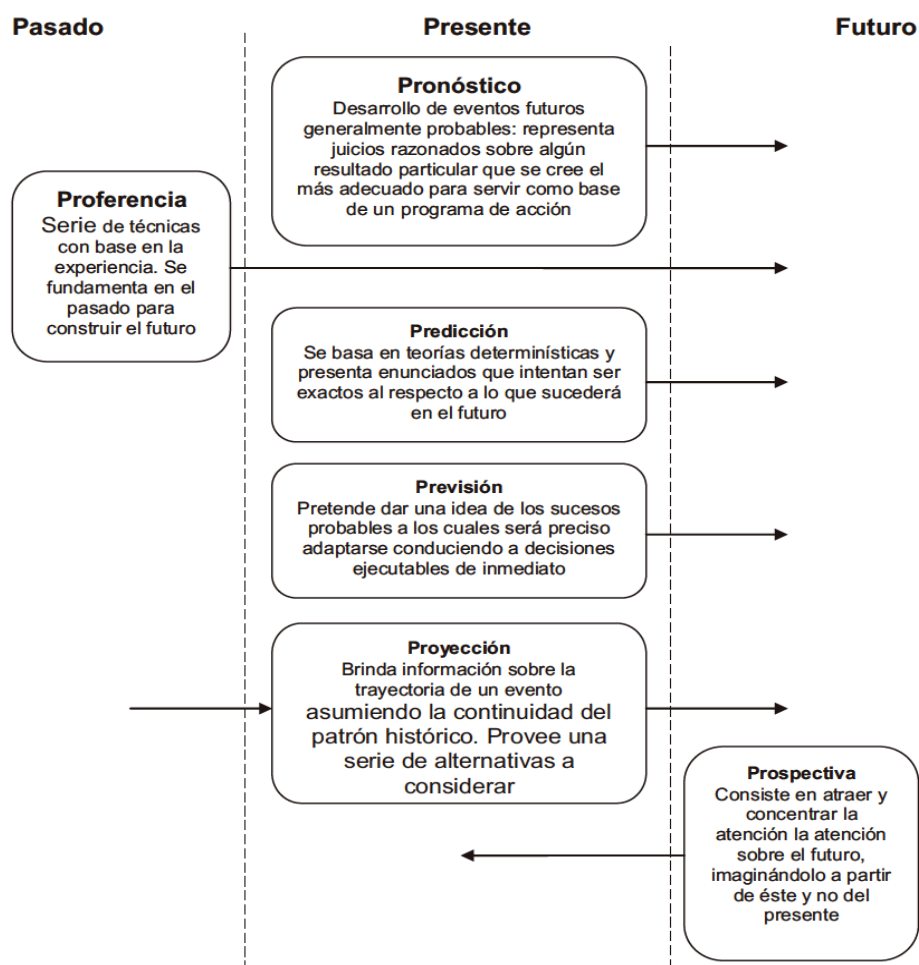 Pasado
Presente
Futuro
Pronóstico
Desarrollo de eventos futuros
generalmente probables: representa
juicios razonados sobre algún
resultado particular que se cree el
más adecuado para servir como base
de un programa de acción
Proferencia
Serie de técnicas
con base en la
experiencia. Se
fundamenta en el
pasado para
construir el futuro
Predicción
Se basa en teorías determinísticas y
presenta enunciados que intentan ser
exactos al respecto a lo que sucederá
en el futuro
Previsión
Pretende dar una idea de los sucesos
probables a los cuales será preciso
adaptarse conduciendo a decisiones
ejecutables de inmediato
Proyección
Brinda información sobre la
trayectoria de un evento
asumiendo la continuidad del
patrón histórico. Provee una
serie de alternativas a
considerar
Prospectiva
Consiste en atraer y
concentrar la
atención la atención
sobre el futuro,
imaginándolo a partir
de éste y no del
presente